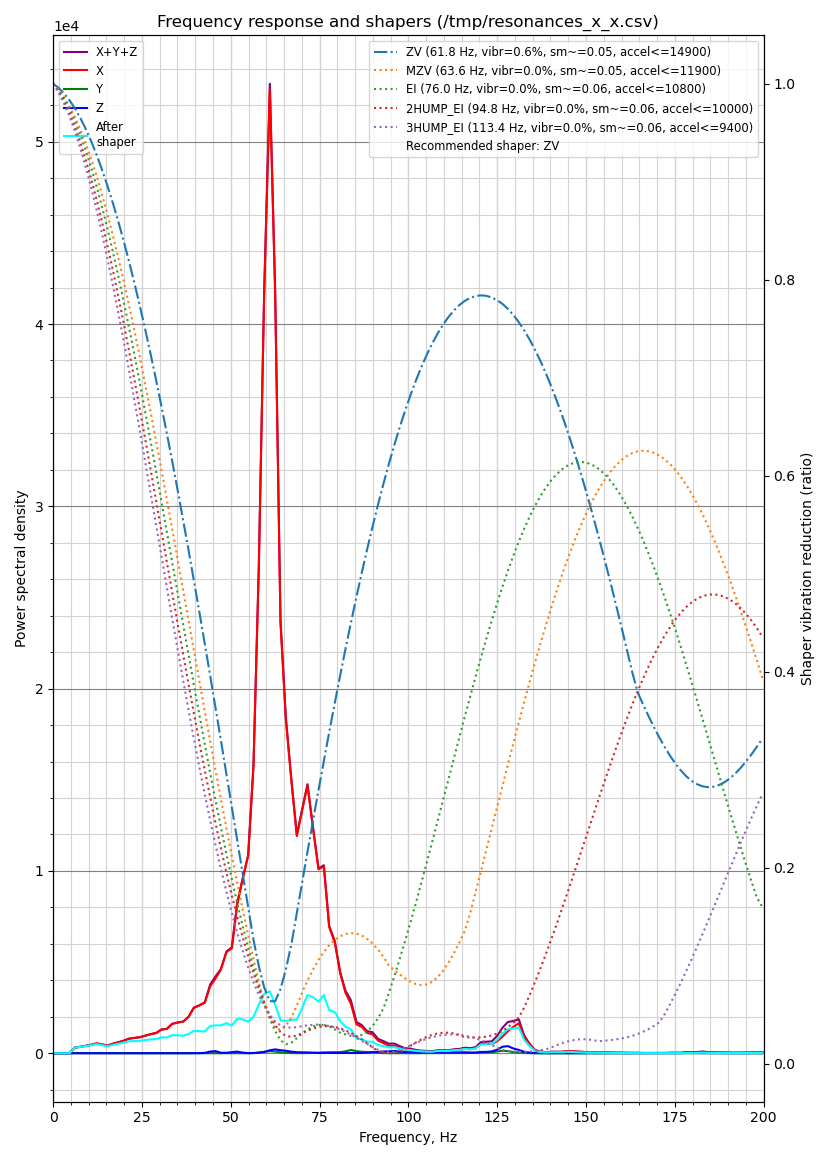 Frequency response and shapers (/tmp/resonances_x_x.csv)
1e4
X+Y+Z
X
Y
Z
After
shaper
ZV (61.8 Hz, vibr=0.6%, sm~=0.05, accel<=14900)
MZV (63.6 Hz, vibr=0.0%, sm~=0.05, accel<=11900)
EI (76.0 Hz, vibr=0.0%, sm~=0.06, accel<=10800)
2HUMP_EI (94.8 Hz, vibr=0.0%, sm~=0.06, accel<=10000)
3HUMP_EI (113.4 Hz, vibr=0.0%, sm~=0.06, accel<=9400)
Recommended shaper: ZV
5
4
3
2
1
0
Power spectral density
1.0
0.8
0.6
0.4
0.2
0.0
Shaper vibration reduction (ratio)
0 25 50 75 100 125 150 175 200
Frequency, Hz